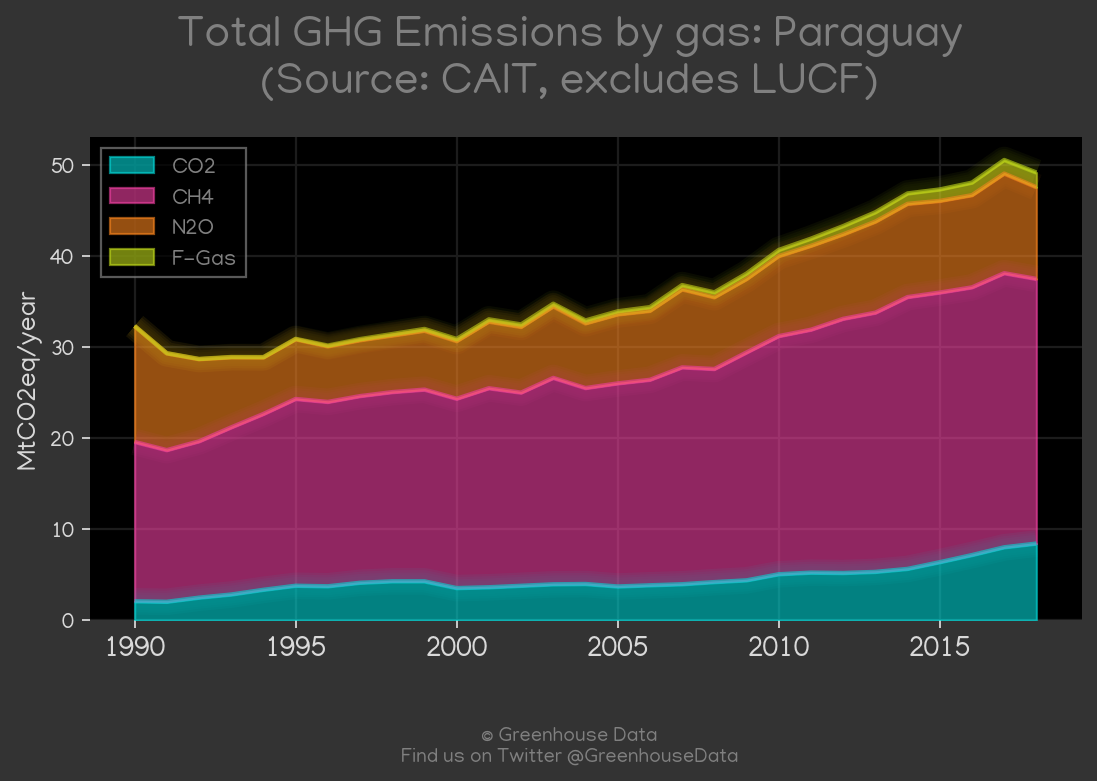 Total GHG Emissions by gas: Paraguay
(Source: CAIT, excludes LUCF)
CO2
CH4
N2O
F-Gas
MtCO2eq/year
50
40
30
20
10
0
1990 1995 2000 2005 2010 2015
© Greenhouse Data
Find us on Twitter @GreenhouseData